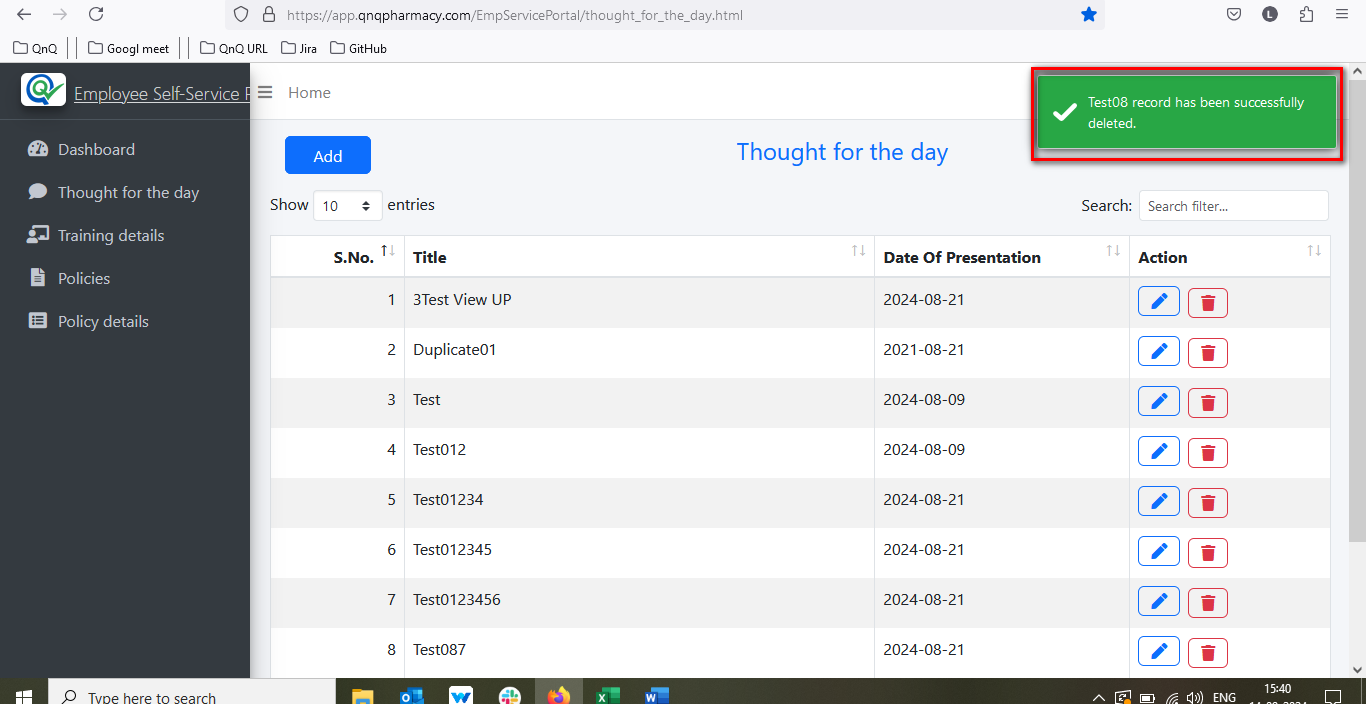 https://app.qnqpharmacy.com/EmpServicePortal/thought_for_the_day.html
L
QnQ
Googl meet
QnQ URL
Jira
GitHub
Employee Self-Service
Home
Test08 record has been successfully
deleted.
Dashboard
Thought for the day
Training details
Policies
Policy details
Add
Thought for the day
Show 10 entries
Search: Search filter...
S.No. Title Date Of Presentation Action
1 3Test View UP 2024-08-21
2 Duplicate01 2021-08-21
3 Test 2024-08-09
4 Test012 2024-08-09
5 Test01234 2024-08-21
6 Test012345 2024-08-21
7 Test0123456 2024-08-21
8 Test087 2024-08-21
Type here to search
ENG
15:40